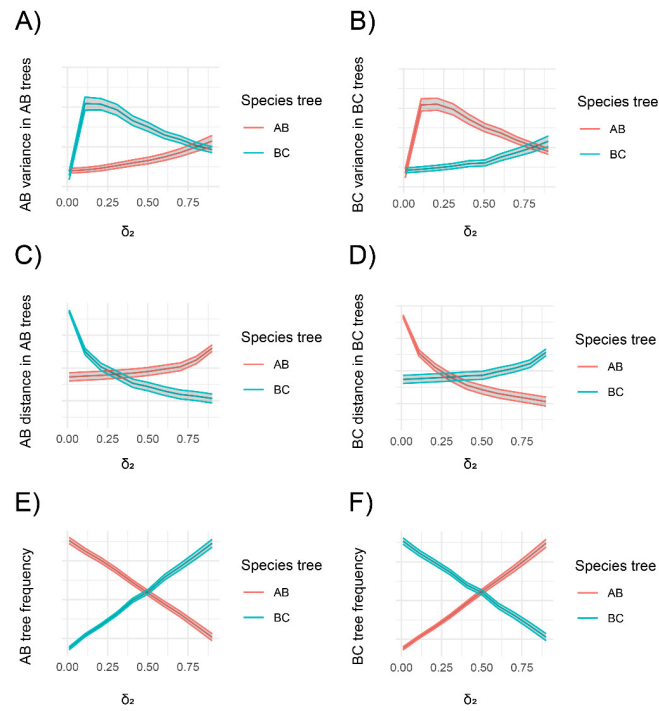 A)
AB variance in AB trees
Species tree
AB
BC
0.00 0.25 0.50 0.75
δ₂
B)
BC variance in BC trees
Species tree
AB
BC
0.00 0.25 0.50 0.75
δ₂
C)
AB distance in AB trees
Species tree
AB
BC
0.00 0.25 0.50 0.75
δ₂
D)
BC distance in BC trees
Species tree
AB
BC
0.00 0.25 0.50 0.75
δ₂
E)
AB tree frequency
Species tree
AB
BC
0.00 0.25 0.50 0.75
δ₂
F)
BC tree frequency
Species tree
AB
BC
0.00 0.25 0.50 0.75
δ₂